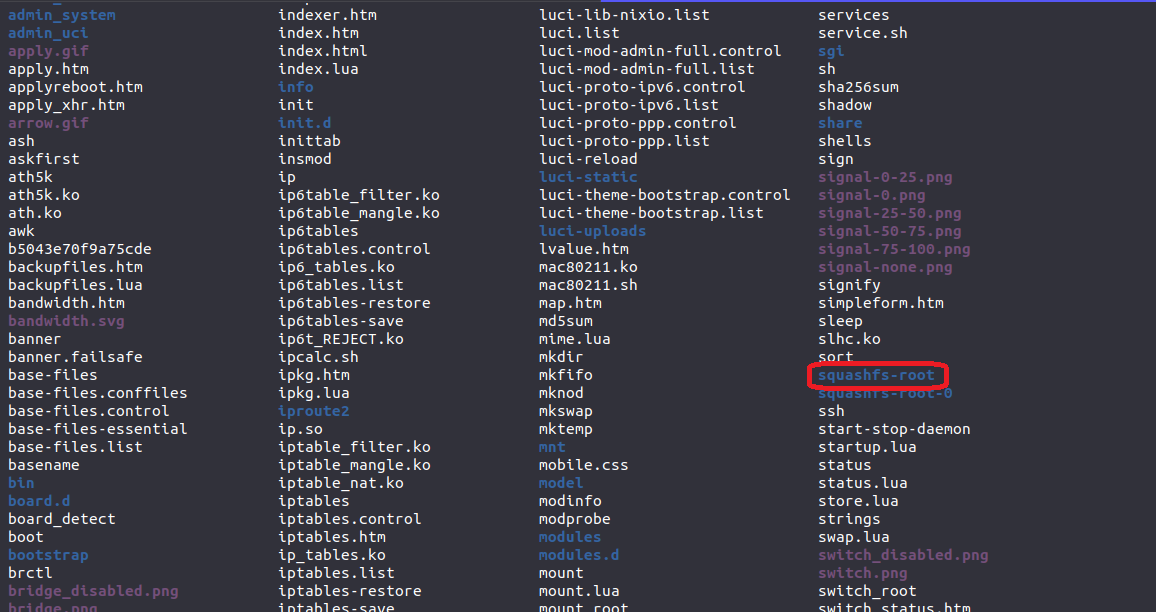 admin_system indexer.htm luci-lib-nixio.list services
admin_uci index.htm luci.list service.sh
apply.gif index.html luci-mod-admin-full.control sgi
apply.htm index.lua luci-mod-admin-full.list sh
applyreboot.htm info luci-proto-ipv6.control sha256sum
apply_xhr.htm init luci-proto-ipv6.list shadow
arrow.gif init.d luci-proto-ppp.control share
ash inittab luci-proto-ppp.list shells
askfirst insmod luci-reload sign
ath5k ip luci-static signal-0-25.png
ath5k.ko ip6table_filter.ko luci-theme-bootstrap.control signal-0.png
ath.ko ip6table_mangle.ko luci-theme-bootstrap.list signal-25-50.png
awk ip6tables luci-uploads signal-50-75.png
b5043e70f9a75cde ip6tables.control lvalue.htm signal-75-100.png
backupfiles.htm ip6_tables.ko mac80211.ko signal-none.png
backupfiles.lua ip6tables.list mac80211.sh signify
bandwidth.htm ip6tables-restore map.htm simpleform.htm
bandwidth.svg ip6tables-save md5sum sleep
banner ip6t_REJECT.ko mime.lua slhc.ko
banner.failsafe ipcalc.sh mkdir sort
base-files ipkg.htm mkfifo squashfs-root
base-files.conffiles ipkg.lua mknod squashfs-root-0
base-files.control iproute2 mkswap ssh
base-files-essential ip.so mktemp start-stop-daemon
base-files.list iptable_filter.ko mnt startup.lua
basename iptable_mangle.ko mobile.css status
bin iptable_nat.ko model status.lua
board.d iptables modinfo store.lua
board_detect iptables.control modprobe strings
boot iptables.htm modules swap.lua
bootstrap ip_tables.ko modules.d switch_disabled.png
brctl iptables.list mount switch.png
bridge_disabled.png iptables-restore mount.lua switch_root
bridge.png iptables-save mount_root switch_status.htm